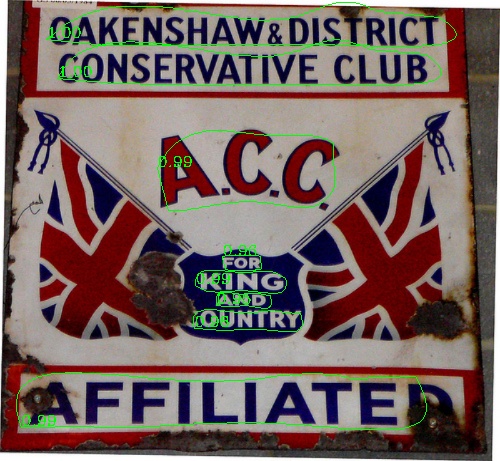 OAKENSHAW & DISTRICT
CONSERVATIVE CLUB
A.C.C.
FOR
KING
AND
COUNTRY
AFFILIATED